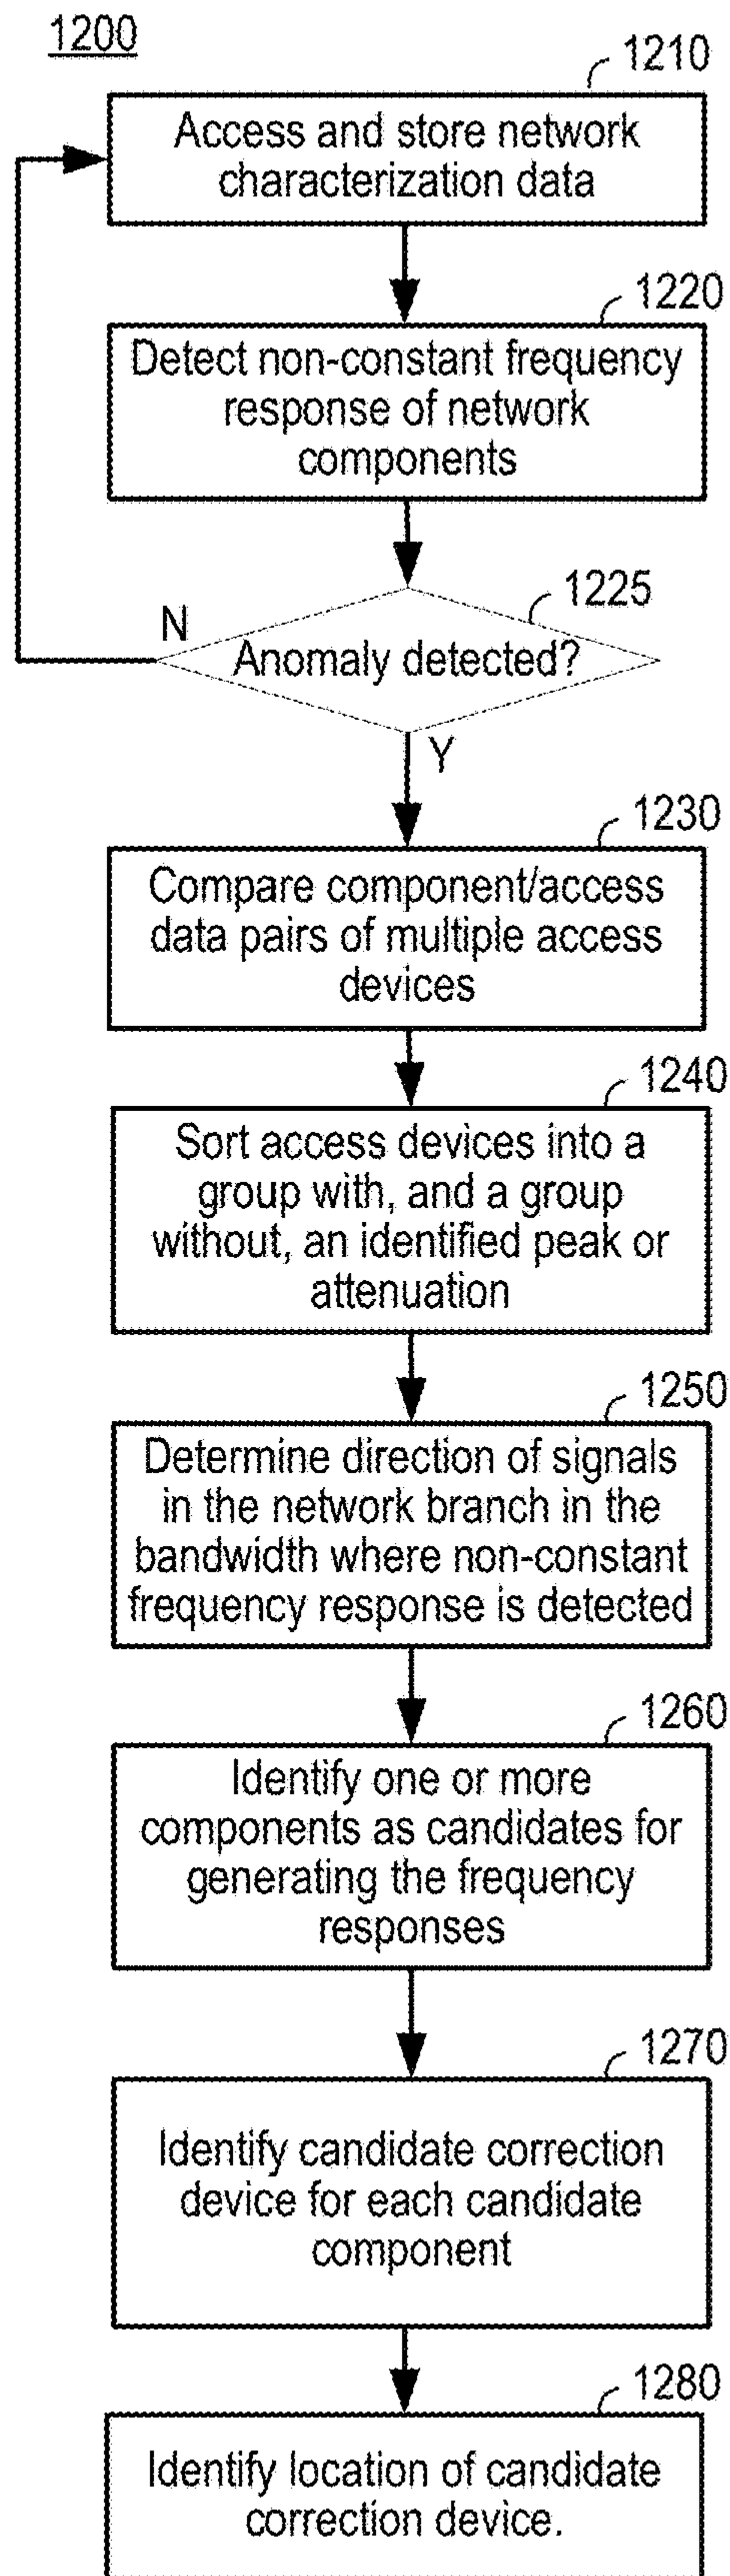 1200
1210
Access and store network
characterization data
1220
Detect non-constant frequency
response of network
components
1225
N
Anomaly detected?
Y
1230
Compare component/access
data pairs of multiple access
devices
1240
Sort access devices into a
group with, and a group
without, an identified peak or
attenuation
1250
Determine direction of signals
in the network branch in the
bandwidth where non-constant
frequency response is detected
1260
Identify one or more
components as candidates for
generating the frequency
responses
1270
Identify candidate correction
device for each candidate
component
1280
Identify location of candidate
correction device.